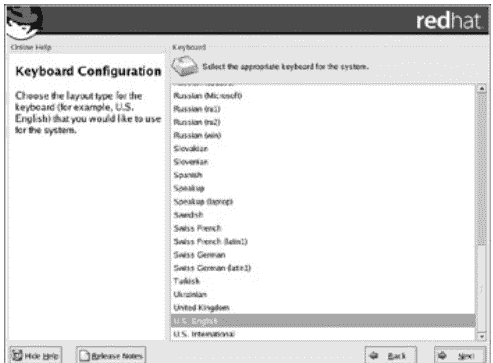 redhat.
Online Help
Keyboard Configuration
Choose the layout type for the
keyboard (for example, U.S.
English) that you would like to use
for the system.
Keyboard
Select the appropriate keyboard for the system.
Russian (Microsoft)
Russian (ru1)
Russian (ru2)
Russian (win)
Slovakian
Slovenian
Spanish
Speakup
Speakup (laptop)
Swedish
Swiss French
Swiss French (latin1)
Swiss German
Swiss German (latin1)
Turkish
Ukrainian
United Kingdom
U.S. English
U.S. International
Hide Help
Release Notes
Back
Next